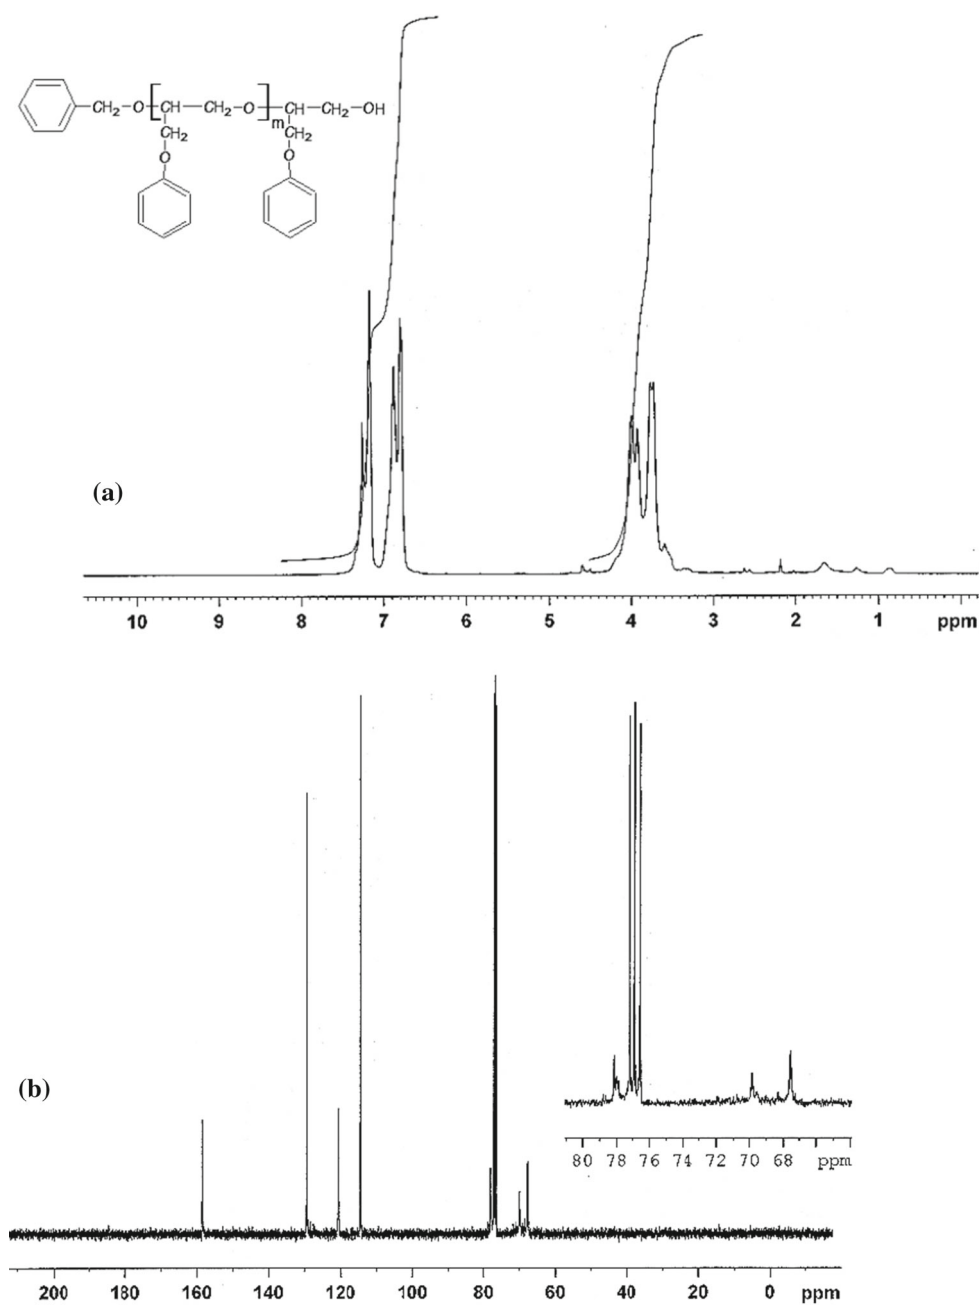 CH2-O-[CH-CH2-O-]m-CH-CH2-OH
CH2 CH2
O O
(a)
10 9 8 7 6 5 4 3 2 1 ppm
(b)
80 78 76 74 72 70 68 ppm
200 180 160 140 120 100 80 60 40 20 0 ppm